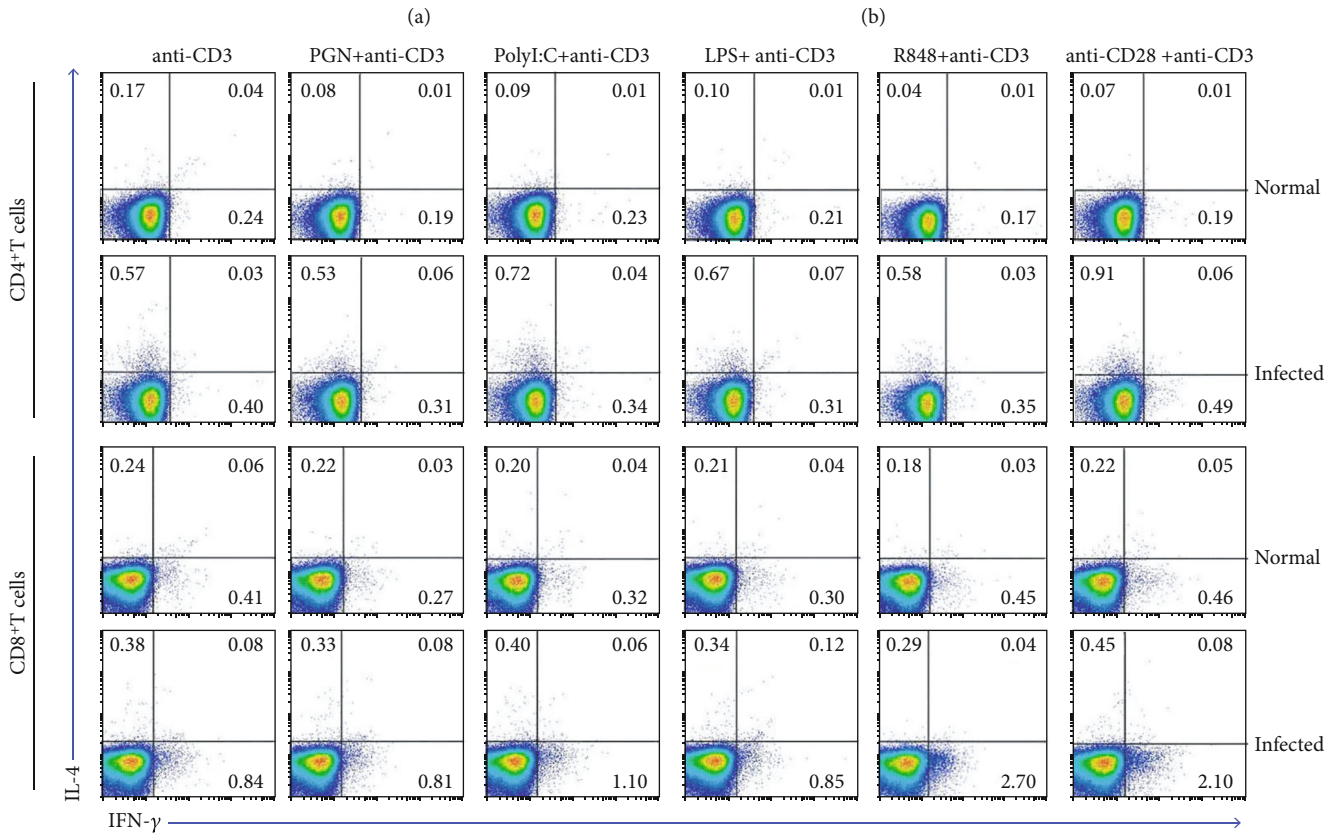 (a) (b)
anti-CD3 PGN+anti-CD3 PolyI:C+anti-CD3 LPS+ anti-CD3 R848+anti-CD3 anti-CD28 +anti-CD3
0.17 0.04 0.08 0.01 0.09 0.01 0.10 0.01 0.04 0.01 0.07 0.01
CD4+T cells
Normal
0.24 0.19 0.23 0.21 0.17 0.19
0.57 0.03 0.53 0.06 0.72 0.04 0.67 0.07 0.58 0.03 0.91 0.06
Infected
0.40 0.31 0.34 0.31 0.35 0.49
0.24 0.06 0.22 0.03 0.20 0.04 0.21 0.04 0.18 0.03 0.22 0.05
CD8+T cells
Normal
0.41 0.27 0.32 0.30 0.45 0.46
0.38 0.08 0.33 0.08 0.40 0.06 0.34 0.12 0.29 0.04 0.45 0.08
Infected
0.84 0.81 1.10 0.85 2.70 2.10
IL-4
IFN-γ